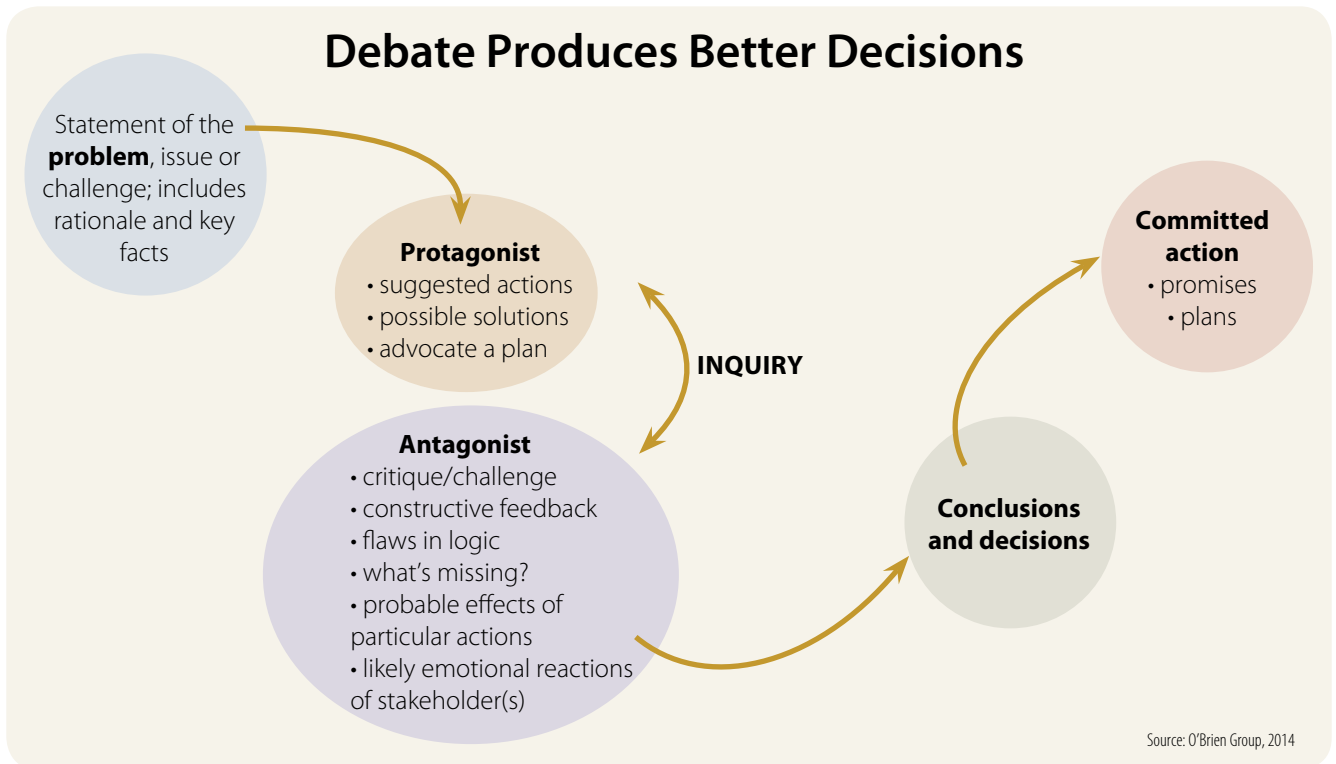 Debate Produces Better Decisions
Statement of the
problem, issue or
challenge; includes
rationale and key
facts
Protagonist
• suggested actions
• possible solutions
• advocate a plan
INQUIRY
Antagonist
• critique/challenge
• constructive feedback
• flaws in logic
• what's missing?
• probable effects of
particular actions
• likely emotional reactions
of stakeholder(s)
Conclusions
and decisions
Committed
action
• promises
• plans
Source: O'Brien Group, 2014